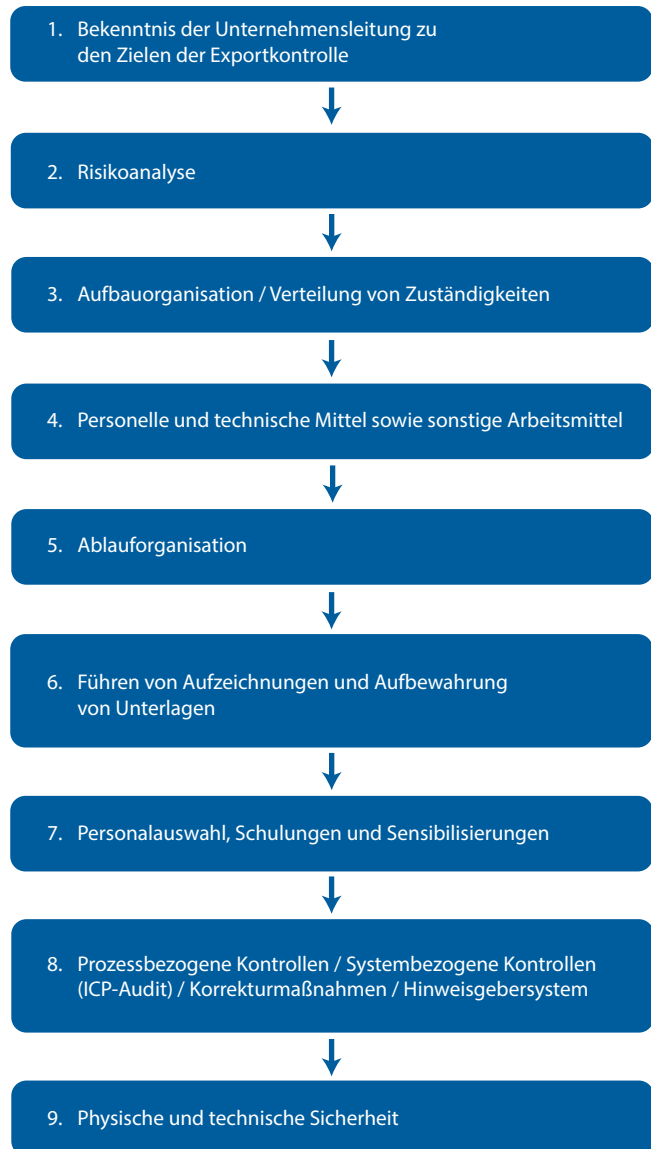 1. Bekenntnis der Unternehmensleitung zu
den Zielen der Exportkontrolle
2. Risikoanalyse
3. Aufbauorganisation / Verteilung von Zuständigkeiten
4. Personelle und technische Mittel sowie sonstige Arbeitsmittel
5. Ablauforganisation
6. Führen von Aufzeichnungen und Aufbewahrung
von Unterlagen
7. Personalauswahl, Schulungen und Sensibilisierungen
8. Prozessbezogene Kontrollen / Systembezogene Kontrollen
(ICP-Audit) / Korrekturmaßnahmen / Hinweisgebersystem
9. Physische und technische Sicherheit